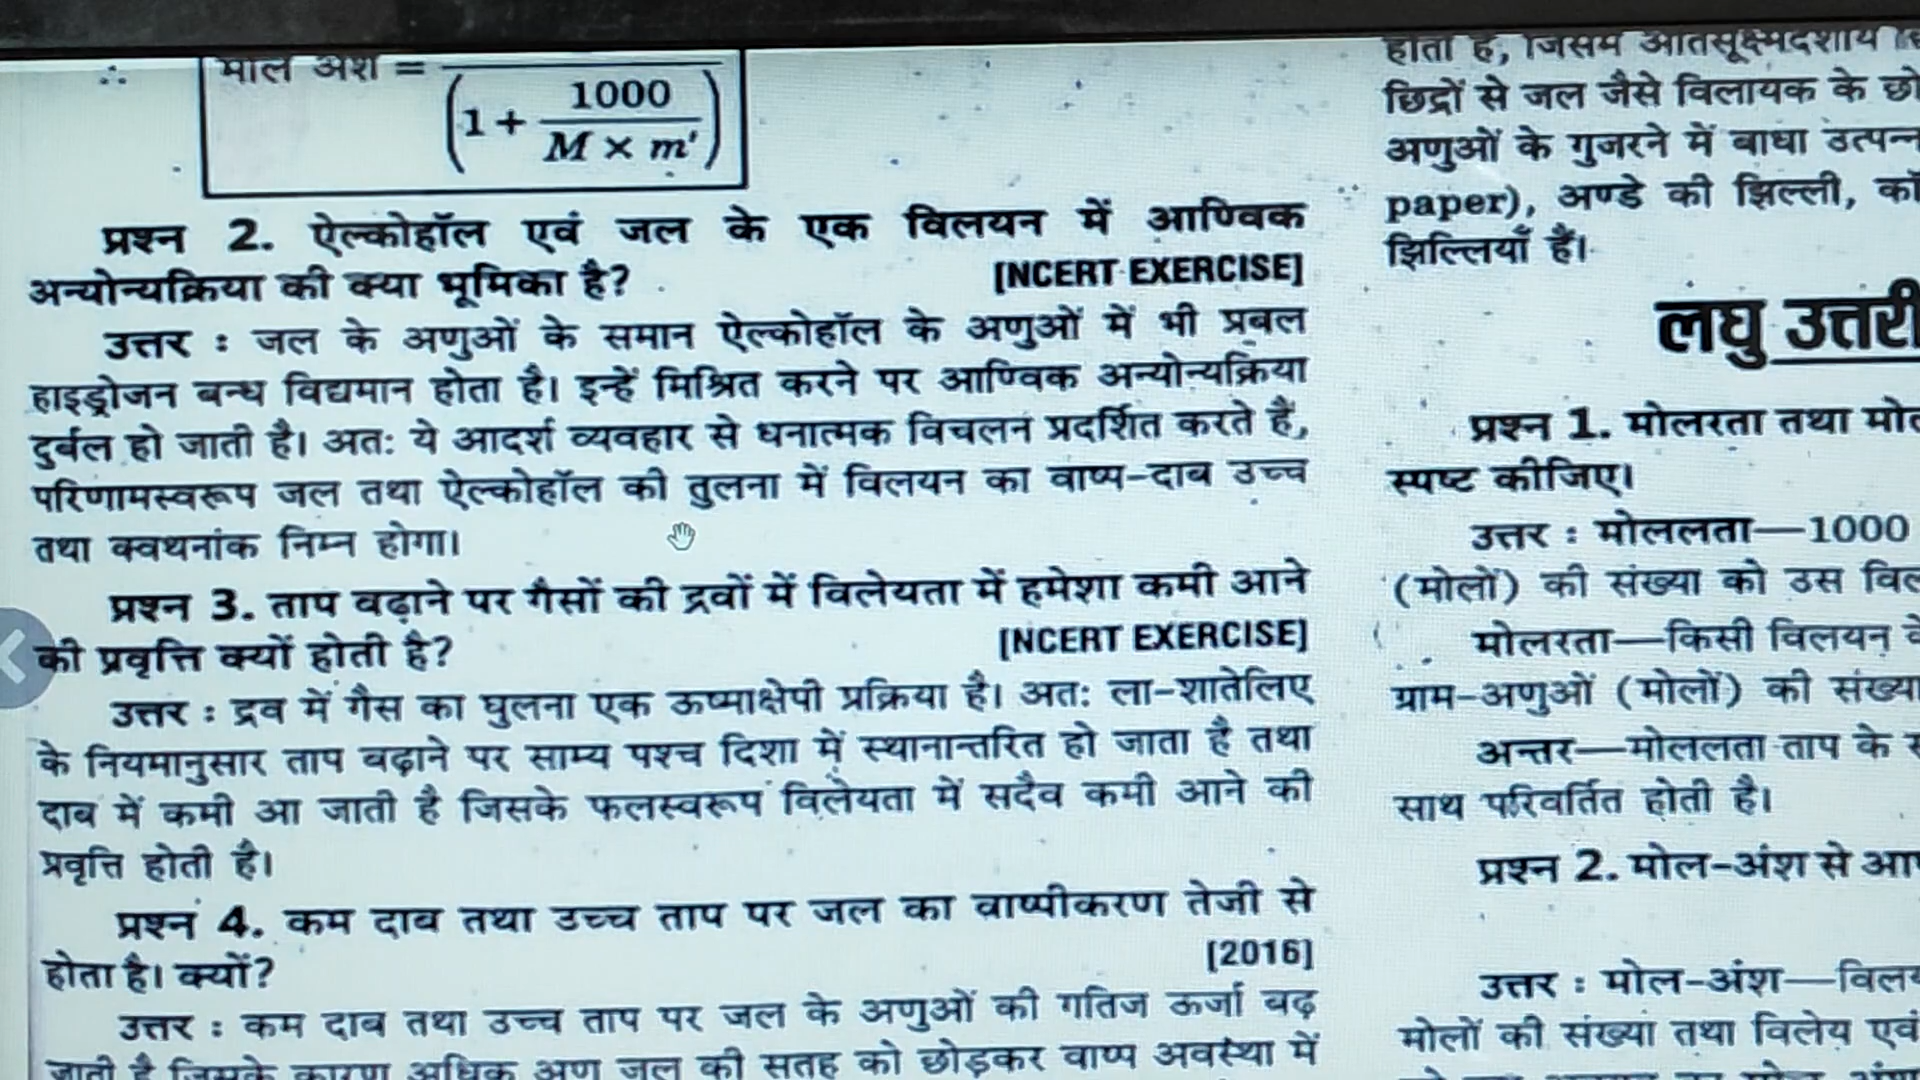 ∴ मोल अंश =
(1 + 1000
M × m')
प्रश्न 2. ऐल्कोहॉल एवं जल के एक विलयन में आण्विक
अन्योन्यक्रिया की क्या भूमिका है? [NCERT EXERCISE]
उत्तर : जल के अणुओं के समान ऐल्कोहॉल के अणुओं में भी प्रबल
हाइड्रोजन बन्ध विद्यमान होता है। इन्हें मिश्रित करने पर आण्विक अन्योन्यक्रिया
दुर्बल हो जाती है। अतः ये आदर्श व्यवहार से धनात्मक विचलन प्रदर्शित करते हैं,
परिणामस्वरूप जल तथा ऐल्कोहॉल की तुलना में विलयन का वाष्प-दाब उच्च
तथा क्वथनांक निम्न होगा।
प्रश्न 3. ताप बढ़ाने पर गैसों की द्रवों में विलेयता में हमेशा कमी आने
की प्रवृत्ति क्यों होती है? [NCERT EXERCISE]
उत्तर : द्रव में गैस का घुलना एक ऊष्माक्षेपी प्रक्रिया है। अतः ला-शातेलिए
के नियमानुसार ताप बढ़ाने पर साम्य पश्च दिशा में स्थानान्तरित हो जाता है तथा
दाब में कमी आ जाती है जिसके फलस्वरूप विलेयता में सदैव कमी आने की
प्रवृत्ति होती है।
प्रश्न 4. कम दाब तथा उच्च ताप पर जल का वाष्पीकरण तेजी से
होता है। क्यों? [2016]
उत्तर : कम दाब तथा उच्च ताप पर जल के अणुओं की गतिज ऊर्जा बढ़
जाती है जिसके कारण अधिक अणु जल की सतह को छोड़कर वाष्प अवस्था में
होता है, जिसमें अतिसूक्ष्मदर्शीय
छिद्रों से जल जैसे विलायक के
अणुओं के गुजरने में बाधा उत्पन्न
paper), अण्डे की झिल्ली,
झिल्लियाँ हैं।
लघु उत्तरी
प्रश्न 1. मोलरता तथा
स्पष्ट कीजिए।
उत्तर : मोललता—1000
(मोलों) की संख्या को उस
मोलरता—किसी विलयन
ग्राम-अणुओं (मोलों) की संख्या
अन्तर—मोललता ताप के
साथ परिवर्तित होती है।
प्रश्न 2. मोल-अंश से
उत्तर : मोल-अंश—
मोलों की संख्या तथा विलेय एवं